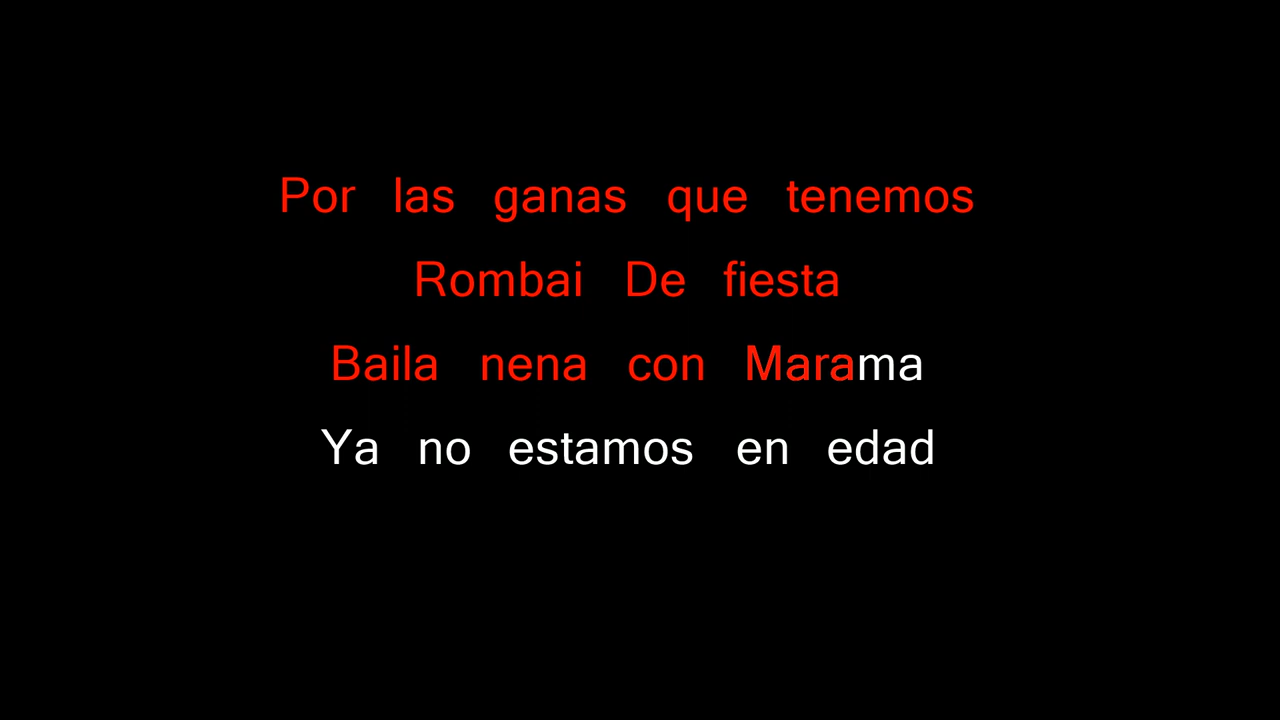 Por las ganas que tenemos
Rombai De fiesta
Baila nena con Marama
Ya no estamos en edad